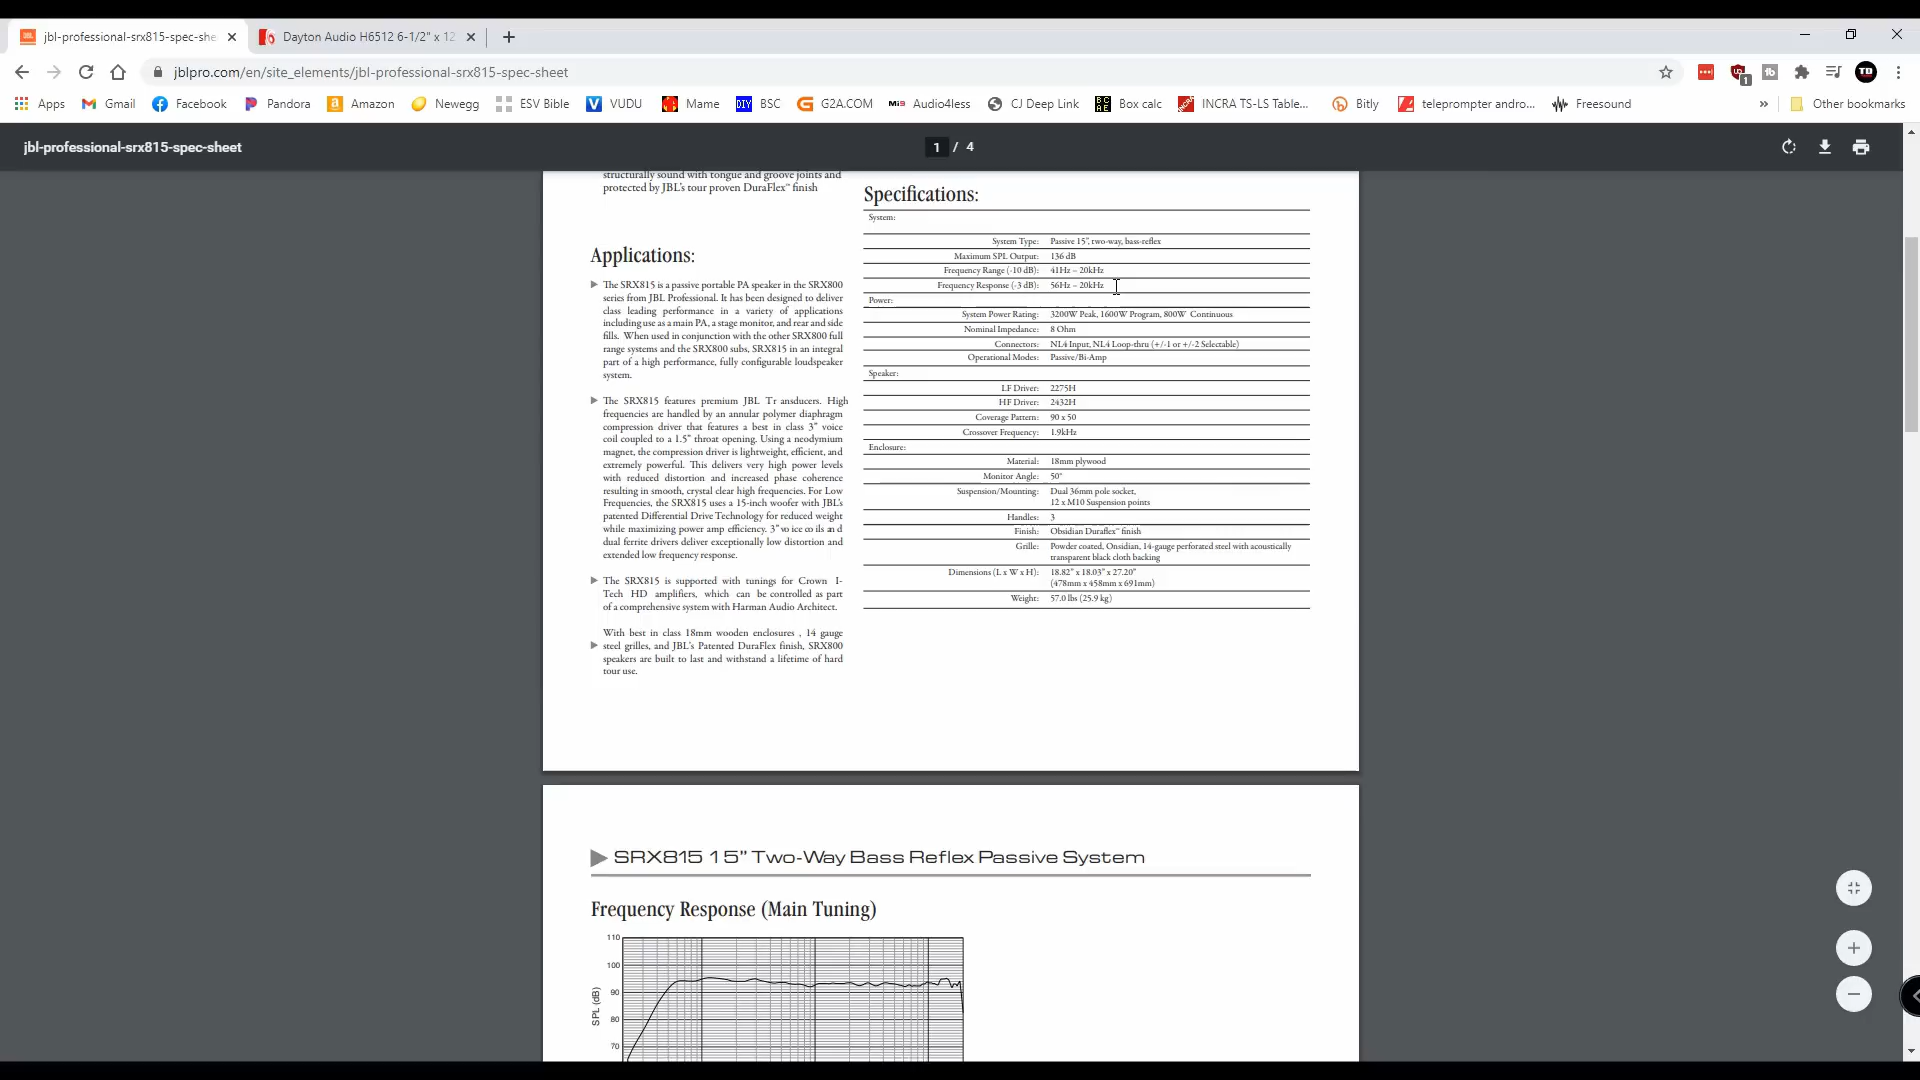 jbl-professional-srx815-spec-she
Dayton Audio H6512 6-1/2" x 12
jblpro.com/en/site_elements/jbl-professional-srx815-spec-sheet
1
TD
Apps
Gmail
Facebook
Pandora
Amazon
Newegg
ESV Bible
VUDU
Mame
DIY
BSC
G2A.COM
Audio4less
CJ Deep Link
Box calc
INCRA TS-LS Table...
Bitly
teleprompter andro...
Freesound
»
Other bookmarks
jbl-professional-srx815-spec-sheet
1 / 4
structurally sound with tongue and groove joints and
protected by JBL's tour proven DuraFlex™ finish
Applications:
The SRX815 is a passive portable PA speaker in the SRX800
series from JBL Professional. It has been designed to deliver
class leading performance in a variety of applications
including use as a main PA, a stage monitor, and rear and side
fills. When used in conjunction with the other SRX800 full
range systems and the SRX800 subs, SRX815 in an integral
part of a high performance, fully configurable loudspeaker
system.
The SRX815 features premium JBL Tr ansducers. High
frequencies are handled by an annular polymer diaphragm
compression driver that features a best in class 3" voice
coil coupled to a 1.5" throat opening. Using a neodymium
magnet, the compression driver is lightweight, efficient, and
extremely powerful. This delivers very high power levels
with reduced distortion and increased phase coherence
resulting in smooth, crystal clear high frequencies. For Low
Frequencies, the SRX815 uses a 15-inch woofer with JBL's
patented Differential Drive Technology for reduced weight
while maximizing power amp efficiency. 3" vo ice co ils an d
dual ferrite drivers deliver exceptionally low distortion and
extended low frequency response.
The SRX815 is supported with tunings for Crown I-
Tech HD amplifiers, which can be controlled as part
of a comprehensive system with Harman Audio Architect.
With best in class 18mm wooden enclosures , 14 gauge
steel grilles, and JBL's Patented DuraFlex finish, SRX800
speakers are built to last and withstand a lifetime of hard
tour use.
Specifications:
System:
System Type: Passive 15", two-way, bass-reflex
Maximum SPL Output: 136 dB
Frequency Range (-10 dB): 41Hz – 20kHz
Frequency Response (-3 dB): 56Hz – 20kHz
Power:
System Power Rating: 3200W Peak, 1600W Program, 800W Continuous
Nominal Impedance: 8 Ohm
Connectors: NL4 Input, NL4 Loop-thru (+/-1 or +/-2 Selectable)
Operational Modes: Passive/Bi-Amp
Speaker:
LF Driver: 2275H
HF Driver: 2432H
Coverage Pattern: 90 x 50
Crossover Frequency: 1.9kHz
Enclosure:
Material: 18mm plywood
Monitor Angle: 50°
Suspension/Mounting: Dual 36mm pole socket,
12 x M10 Suspension points
Handles: 3
Finish: Obsidian Duraflex™ finish
Grille: Powder coated, Onsidian, 14-gauge perforated steel with acoustically
transparent black cloth backing
Dimensions (L x W x H): 18.82" x 18.03" x 27.20"
(478mm x 458mm x 691mm)
Weight: 57.0 lbs (25.9 kg)
SRX815 15" Two-Way Bass Reflex Passive System
Frequency Response (Main Tuning)
110
100
90
80
70
SPL (dB)